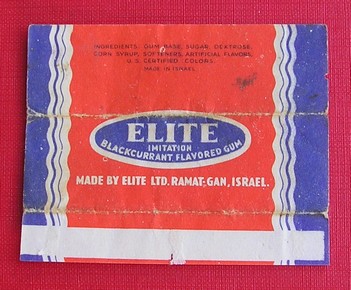 INGREDIENTS: GUM BASE, SUGAR, DEXTROSE,
CORN SYRUP, SOFTENERS, ARTIFICIAL FLAVORS,
U.S. CERTIFIED COLORS.
MADE IN ISRAEL
ELITE
IMITATION
BLACKCURRANT FLAVORED GUM
MADE BY ELITE LTD. RAMAT-GAN, ISRAEL.